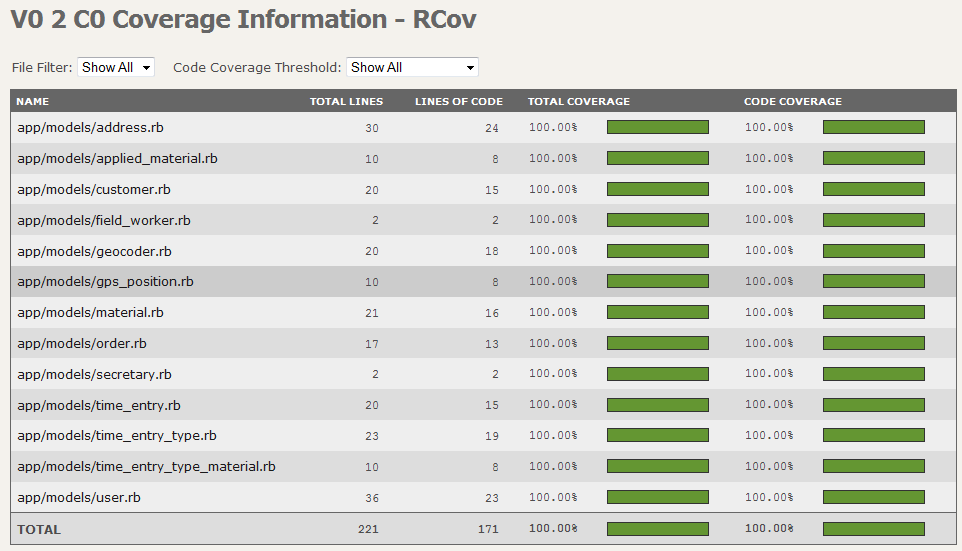 V0 2 C0 Coverage Information - RCov
File Filter: Show All Code Coverage Threshold: Show All
NAME TOTAL LINES LINES OF CODE TOTAL COVERAGE CODE COVERAGE
app/models/address.rb 30 24 100.00% 100.00%
app/models/applied_material.rb 10 8 100.00% 100.00%
app/models/customer.rb 20 15 100.00% 100.00%
app/models/field_worker.rb 2 2 100.00% 100.00%
app/models/geocoder.rb 20 18 100.00% 100.00%
app/models/gps_position.rb 10 8 100.00% 100.00%
app/models/material.rb 21 16 100.00% 100.00%
app/models/order.rb 17 13 100.00% 100.00%
app/models/secretary.rb 2 2 100.00% 100.00%
app/models/time_entry.rb 20 15 100.00% 100.00%
app/models/time_entry_type.rb 23 19 100.00% 100.00%
app/models/time_entry_type_material.rb 10 8 100.00% 100.00%
app/models/user.rb 36 23 100.00% 100.00%
TOTAL 221 171 100.00% 100.00%